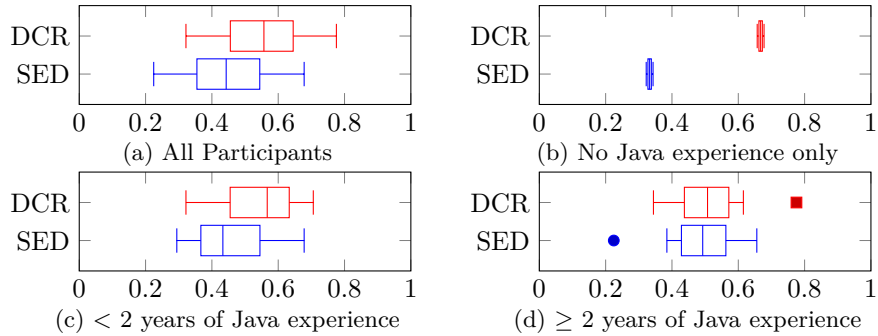 DCR
SED
0 0.2 0.4 0.6 0.8 1
(a) All Participants
DCR
SED
0 0.2 0.4 0.6 0.8 1
(b) No Java experience only
DCR
SED
0 0.2 0.4 0.6 0.8 1
(c) < 2 years of Java experience
DCR
SED
0 0.2 0.4 0.6 0.8 1
(d) ≥ 2 years of Java experience